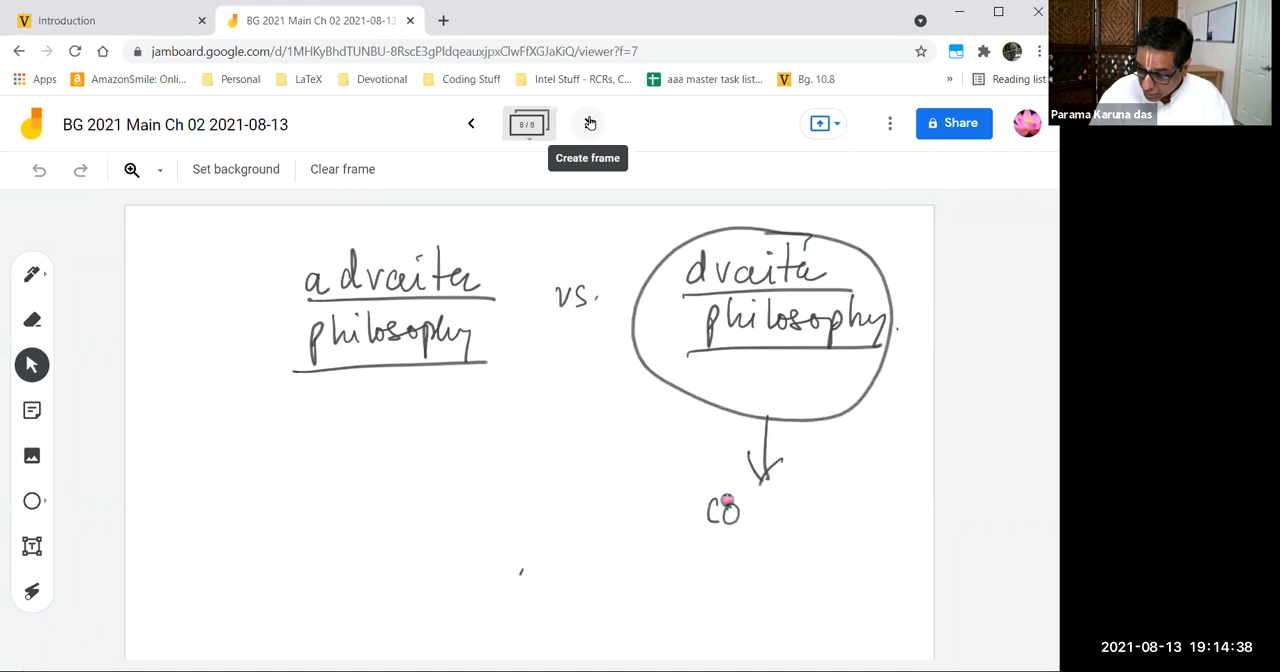 Introduction
BG 2021 Main Ch 02 2021-08-13
jamboard.google.com/d/1MHKyBhdTUNBU-8RscE3gPldqeauxjpxClwFfXGJaKiQ/viewer?f=7
Apps AmazonSmile: Onli... Personal LaTeX Devotional Coding Stuff Intel Stuff - RCRs, C... aaa master task list... Bg. 10.8 » Reading list
Parama Karuna das
BG 2021 Main Ch 02 2021-08-13
8/8
Share
Create frame
Set background
Clear frame
advaita
philosophy
vs.
dvaita
philosophy.
co
2021-08-13 19:14:38